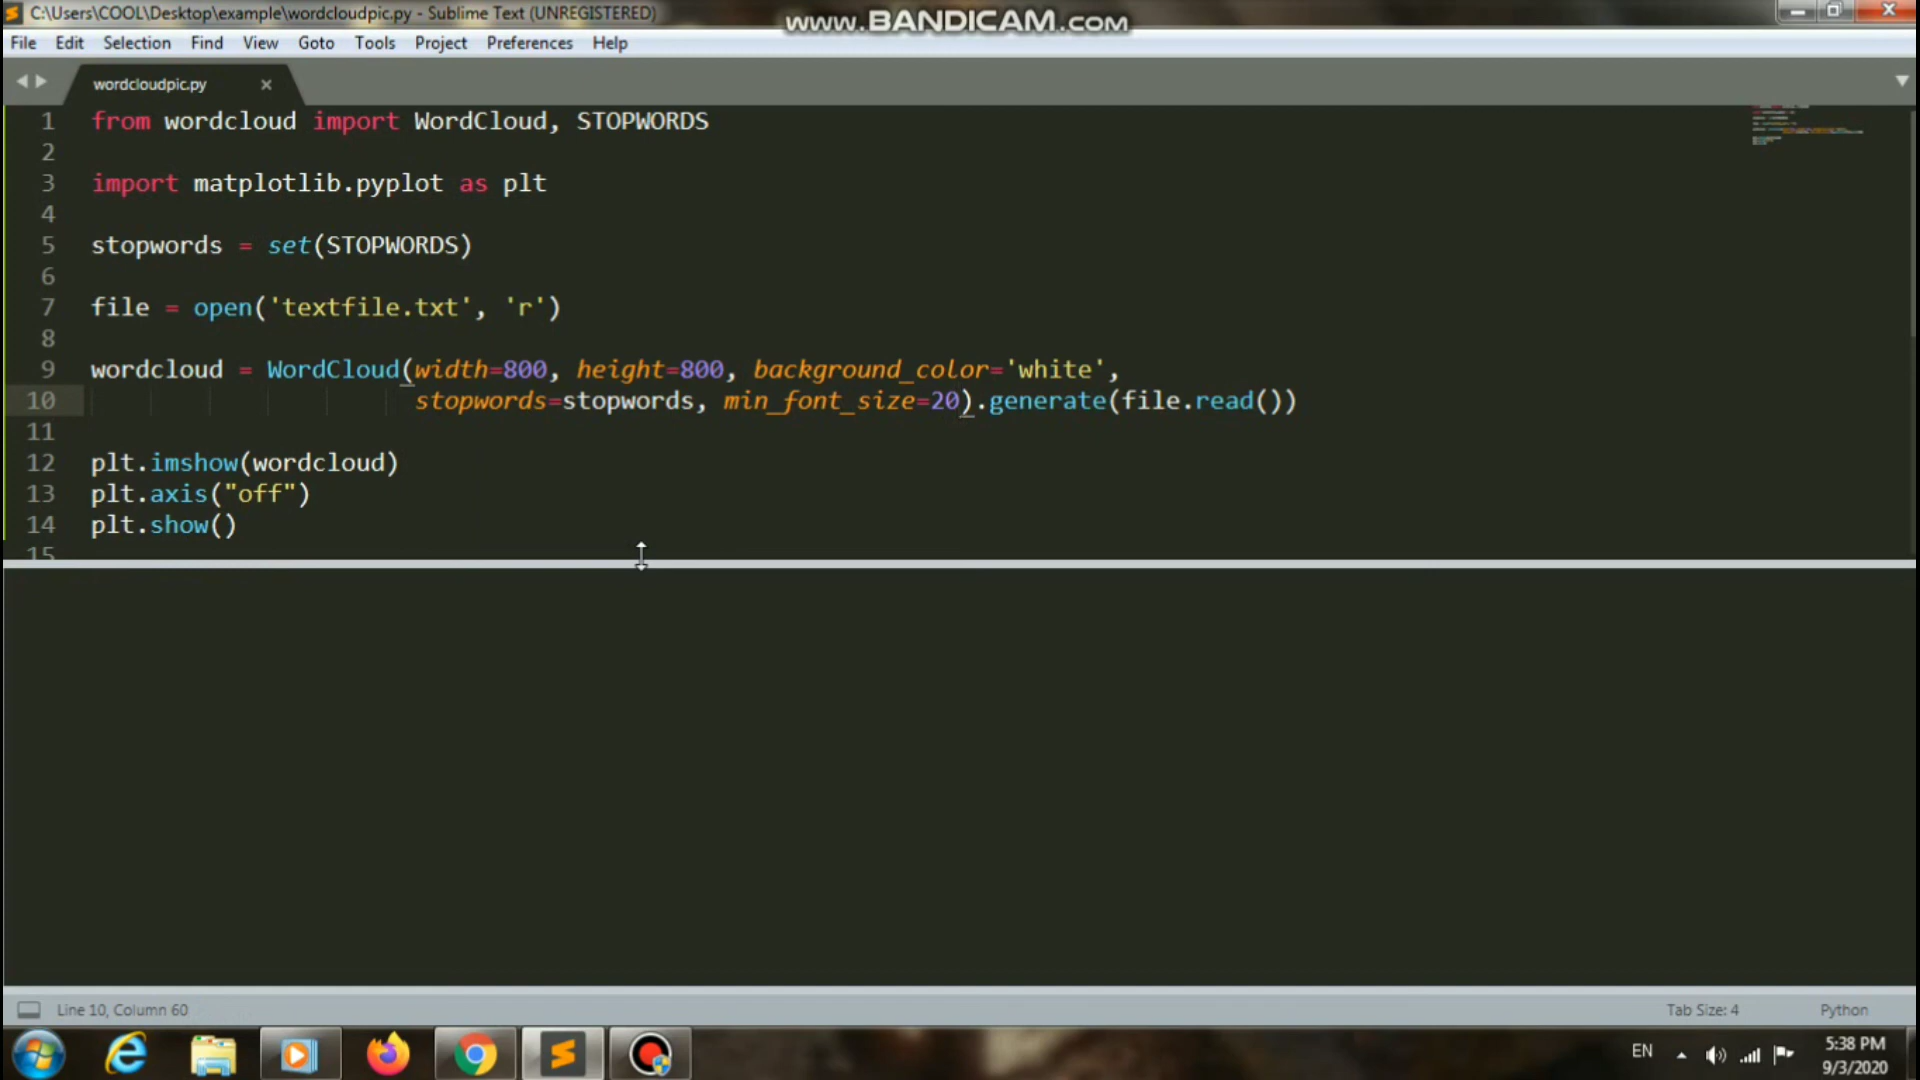 C:\Users\COOL\Desktop\example\wordcloudpic.py - Sublime Text (UNREGISTERED)
www.BANDICAM.com
File Edit Selection Find View Goto Tools Project Preferences Help
wordcloudpic.py ×
1 from wordcloud import WordCloud, STOPWORDS
2
3 import matplotlib.pyplot as plt
4
5 stopwords = set(STOPWORDS)
6
7 file = open('textfile.txt', 'r')
8
9 wordcloud = WordCloud(width=800, height=800, background_color='white',
10 stopwords=stopwords, min_font_size=20).generate(file.read())
11
12 plt.imshow(wordcloud)
13 plt.axis("off")
14 plt.show()
15
Line 10, Column 60 Tab Size: 4 Python
EN 5:38 PM
9/3/2020